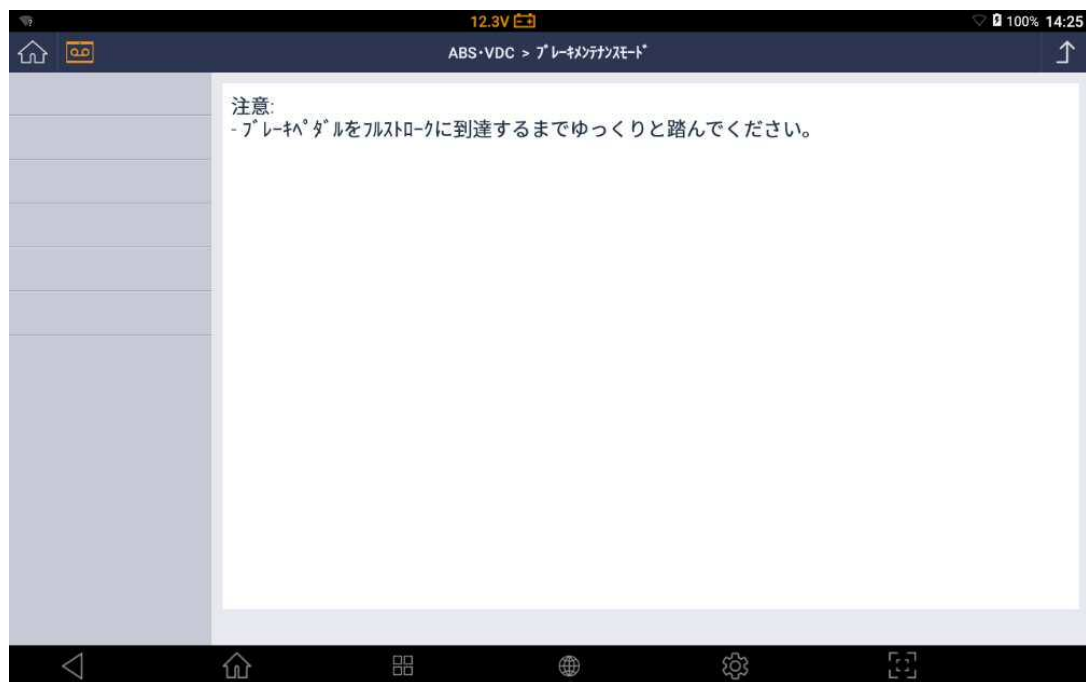 12.3V
100% 14:25
ABS･VDC > ﾌﾞﾚｰｷﾒﾝﾃﾅﾝｽﾓｰﾄﾞ
注意:
- ﾌﾞﾚｰｷﾍﾟﾀﾞﾙをﾌﾙｽﾄﾛｰｸに到達するまでゆっくりと踏んでください。